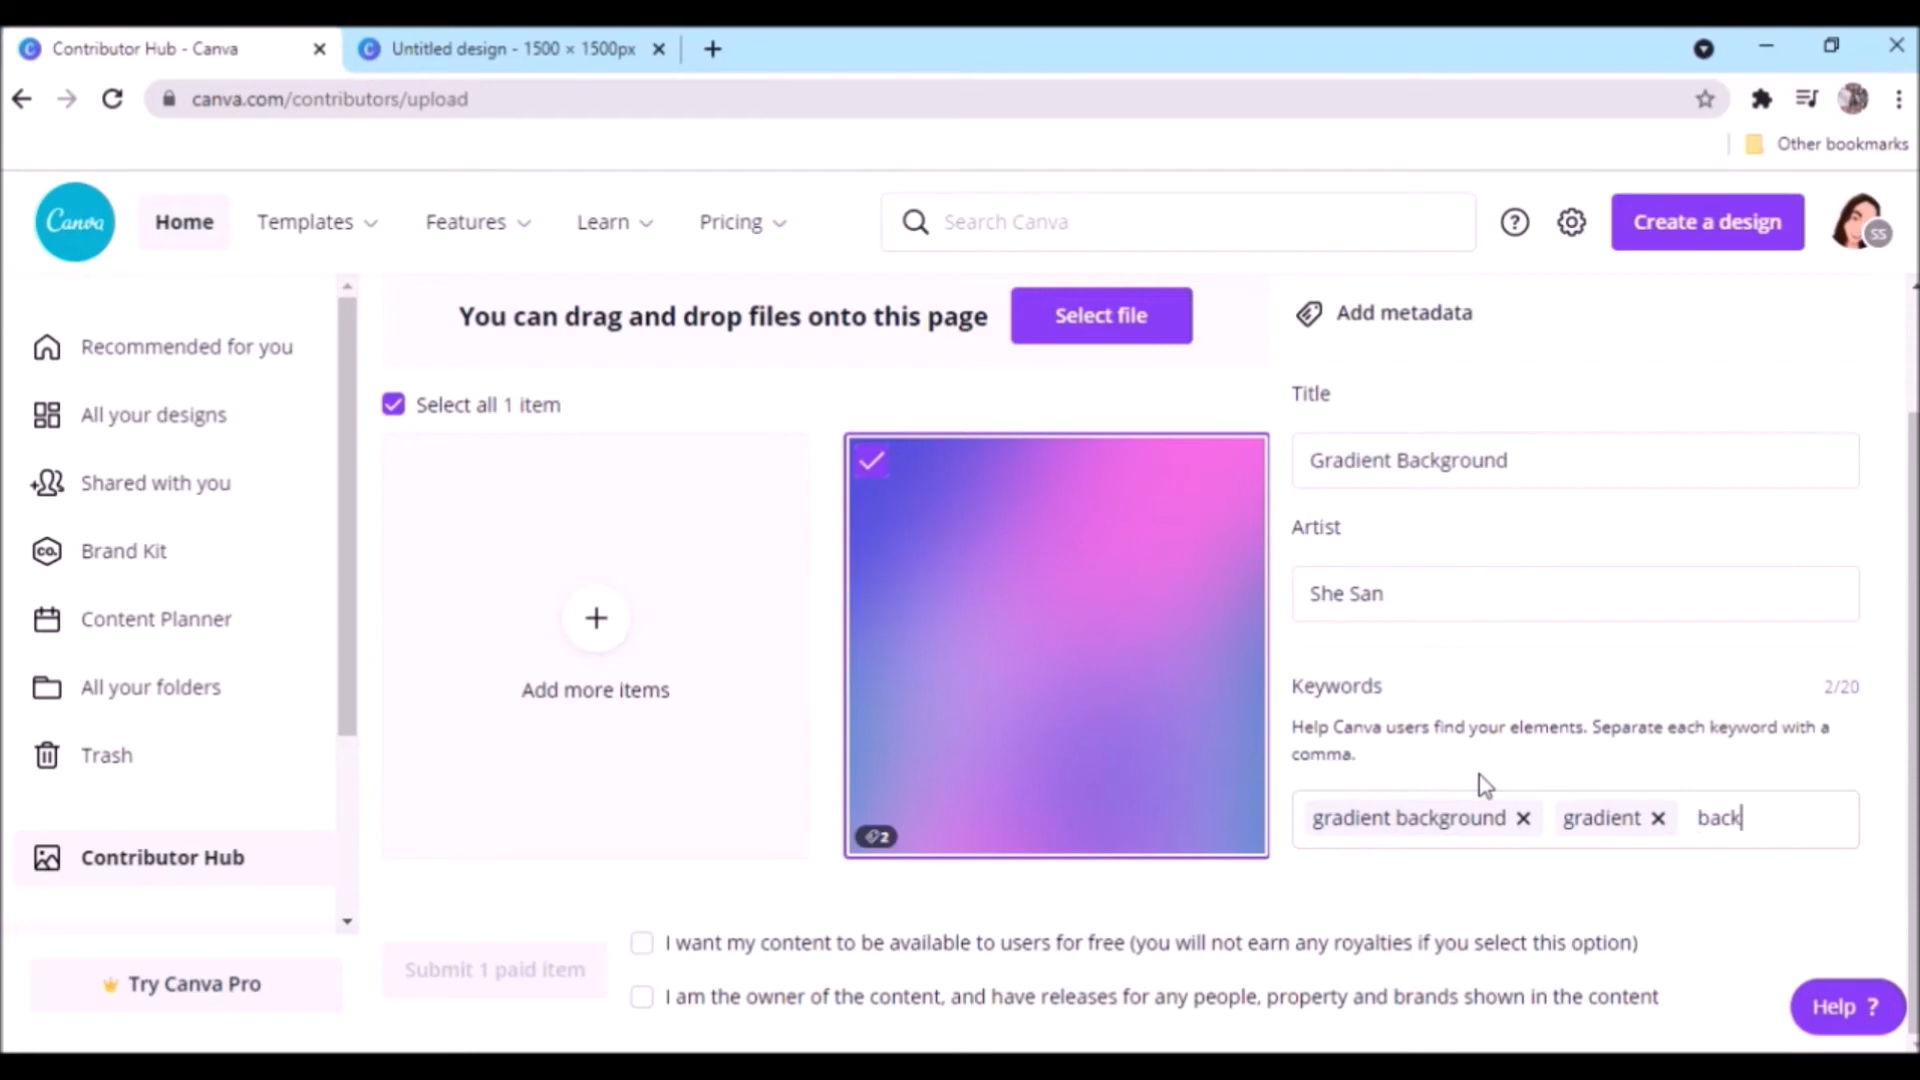 Contributor Hub - Canva
Untitled design - 1500 × 1500px
canva.com/contributors/upload
Other bookmarks
Canva
Home
Templates
Features
Learn
Pricing
Search Canva
Create a design
SS
Recommended for you
All your designs
Shared with you
CO.
Brand Kit
Content Planner
All your folders
Trash
Contributor Hub
Try Canva Pro
You can drag and drop files onto this page
Select file
Select all 1 item
Add more items
2
Add metadata
Title
Gradient Background
Artist
She San
Keywords
2/20
Help Canva users find your elements. Separate each keyword with a
comma.
gradient background
gradient
back
Submit 1 paid item
I want my content to be available to users for free (you will not earn any royalties if you select this option)
I am the owner of the content, and have releases for any people, property and brands shown in the content
Help ?